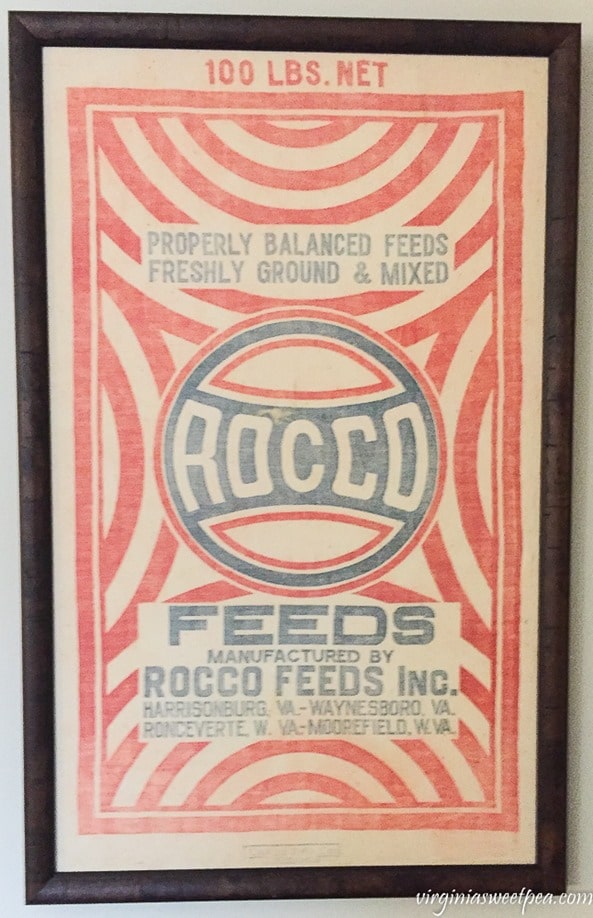 100 LBS. NET
PROPERLY BALANCED FEEDS
FRESHLY GROUND & MIXED
ROCCO
FEEDS
MANUFACTURED BY
ROCCO FEEDS INC.
HARRISONBURG, VA.-WAYNESBORO, VA.
RONCEVERTE, W. VA.-MOOREFIELD, W. VA.
virginiasweetpea.com